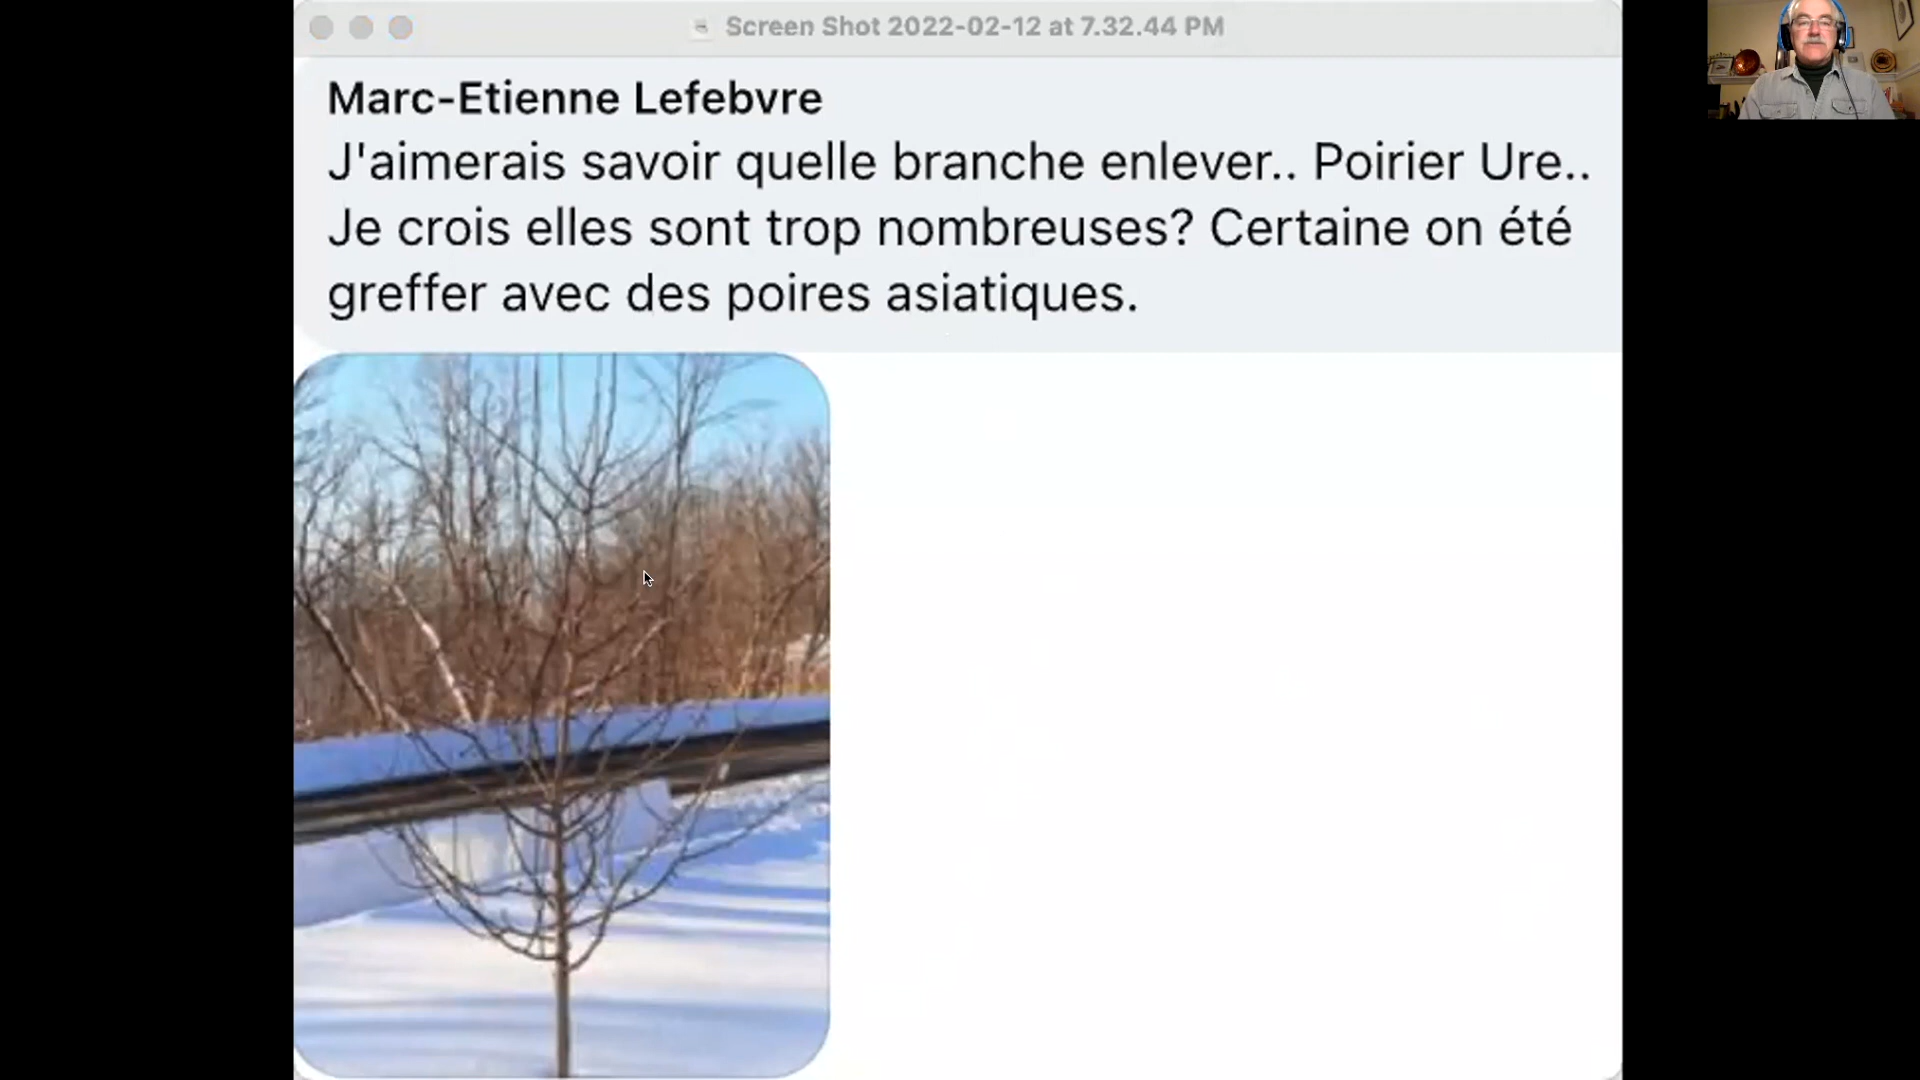 Screen Shot 2022-02-12 at 7.32.44 PM
Marc-Etienne Lefebvre
J'aimerais savoir quelle branche enlever.. Poirier Ure..
Je crois elles sont trop nombreuses? Certaine on été
greffer avec des poires asiatiques.